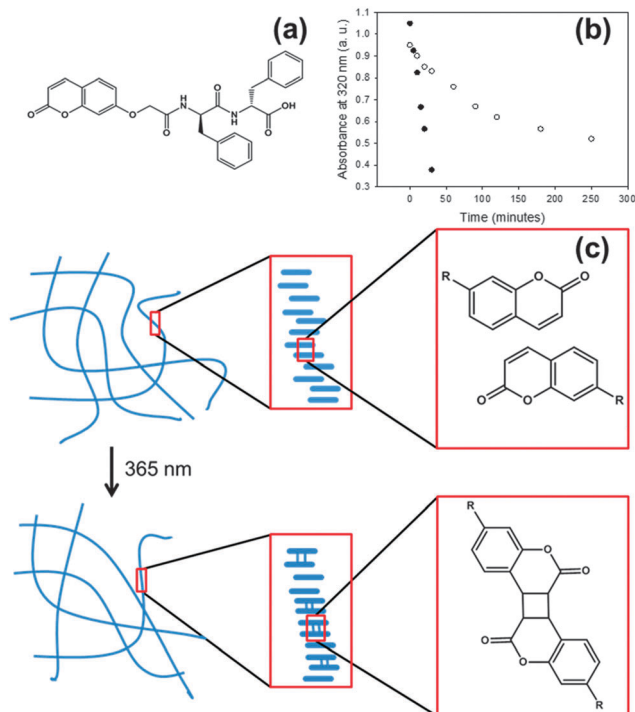 (a)
O
O
O
O
H
N
O
N
H
O
OH
(b)
Absorbance at 320 nm (a. u.)
1.1
1.0
0.9
0.8
0.7
0.6
0.5
0.4
0.3
0
50
100
150
200
250
300
Time (minutes)
(c)
R
O
O
O
O
R
365 nm
R
O
O
O
O
R